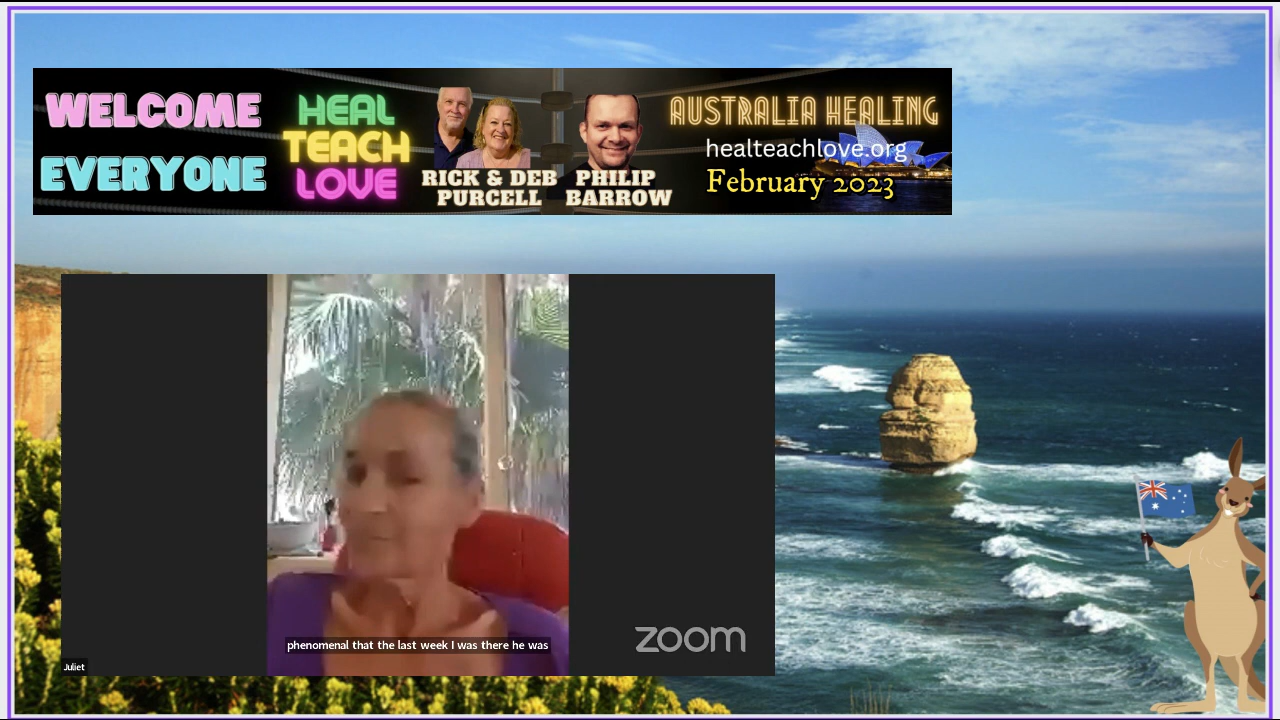 WELCOME
EVERYONE
HEAL
TEACH
LOVE
RICK & DEB
PURCELL
PHILIP
BARROW
AUSTRALIA HEALING
healteachlove.org
February 2023
phenomenal that the last week I was there he was
zoom
Juliet